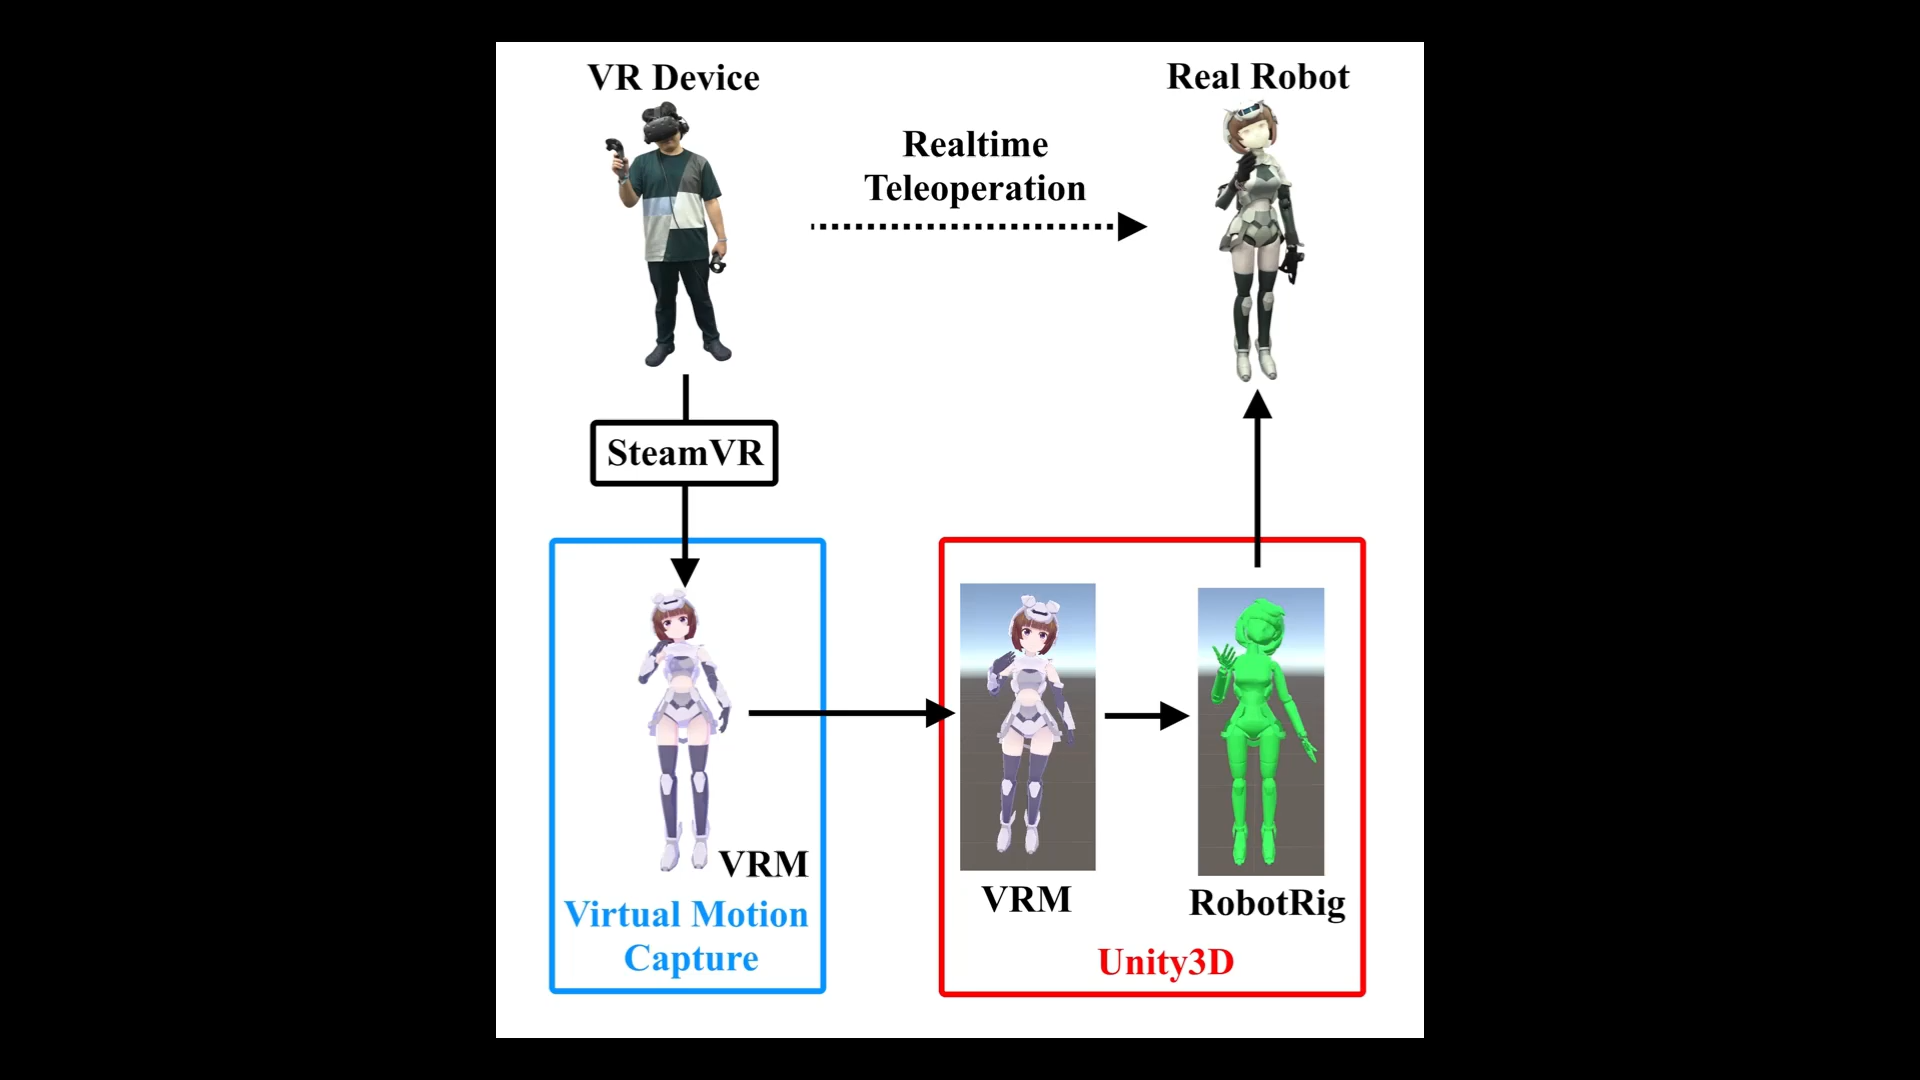 VR Device
Real Robot
Realtime
Teleoperation
SteamVR
VRM
Virtual Motion
Capture
VRM
RobotRig
Unity3D